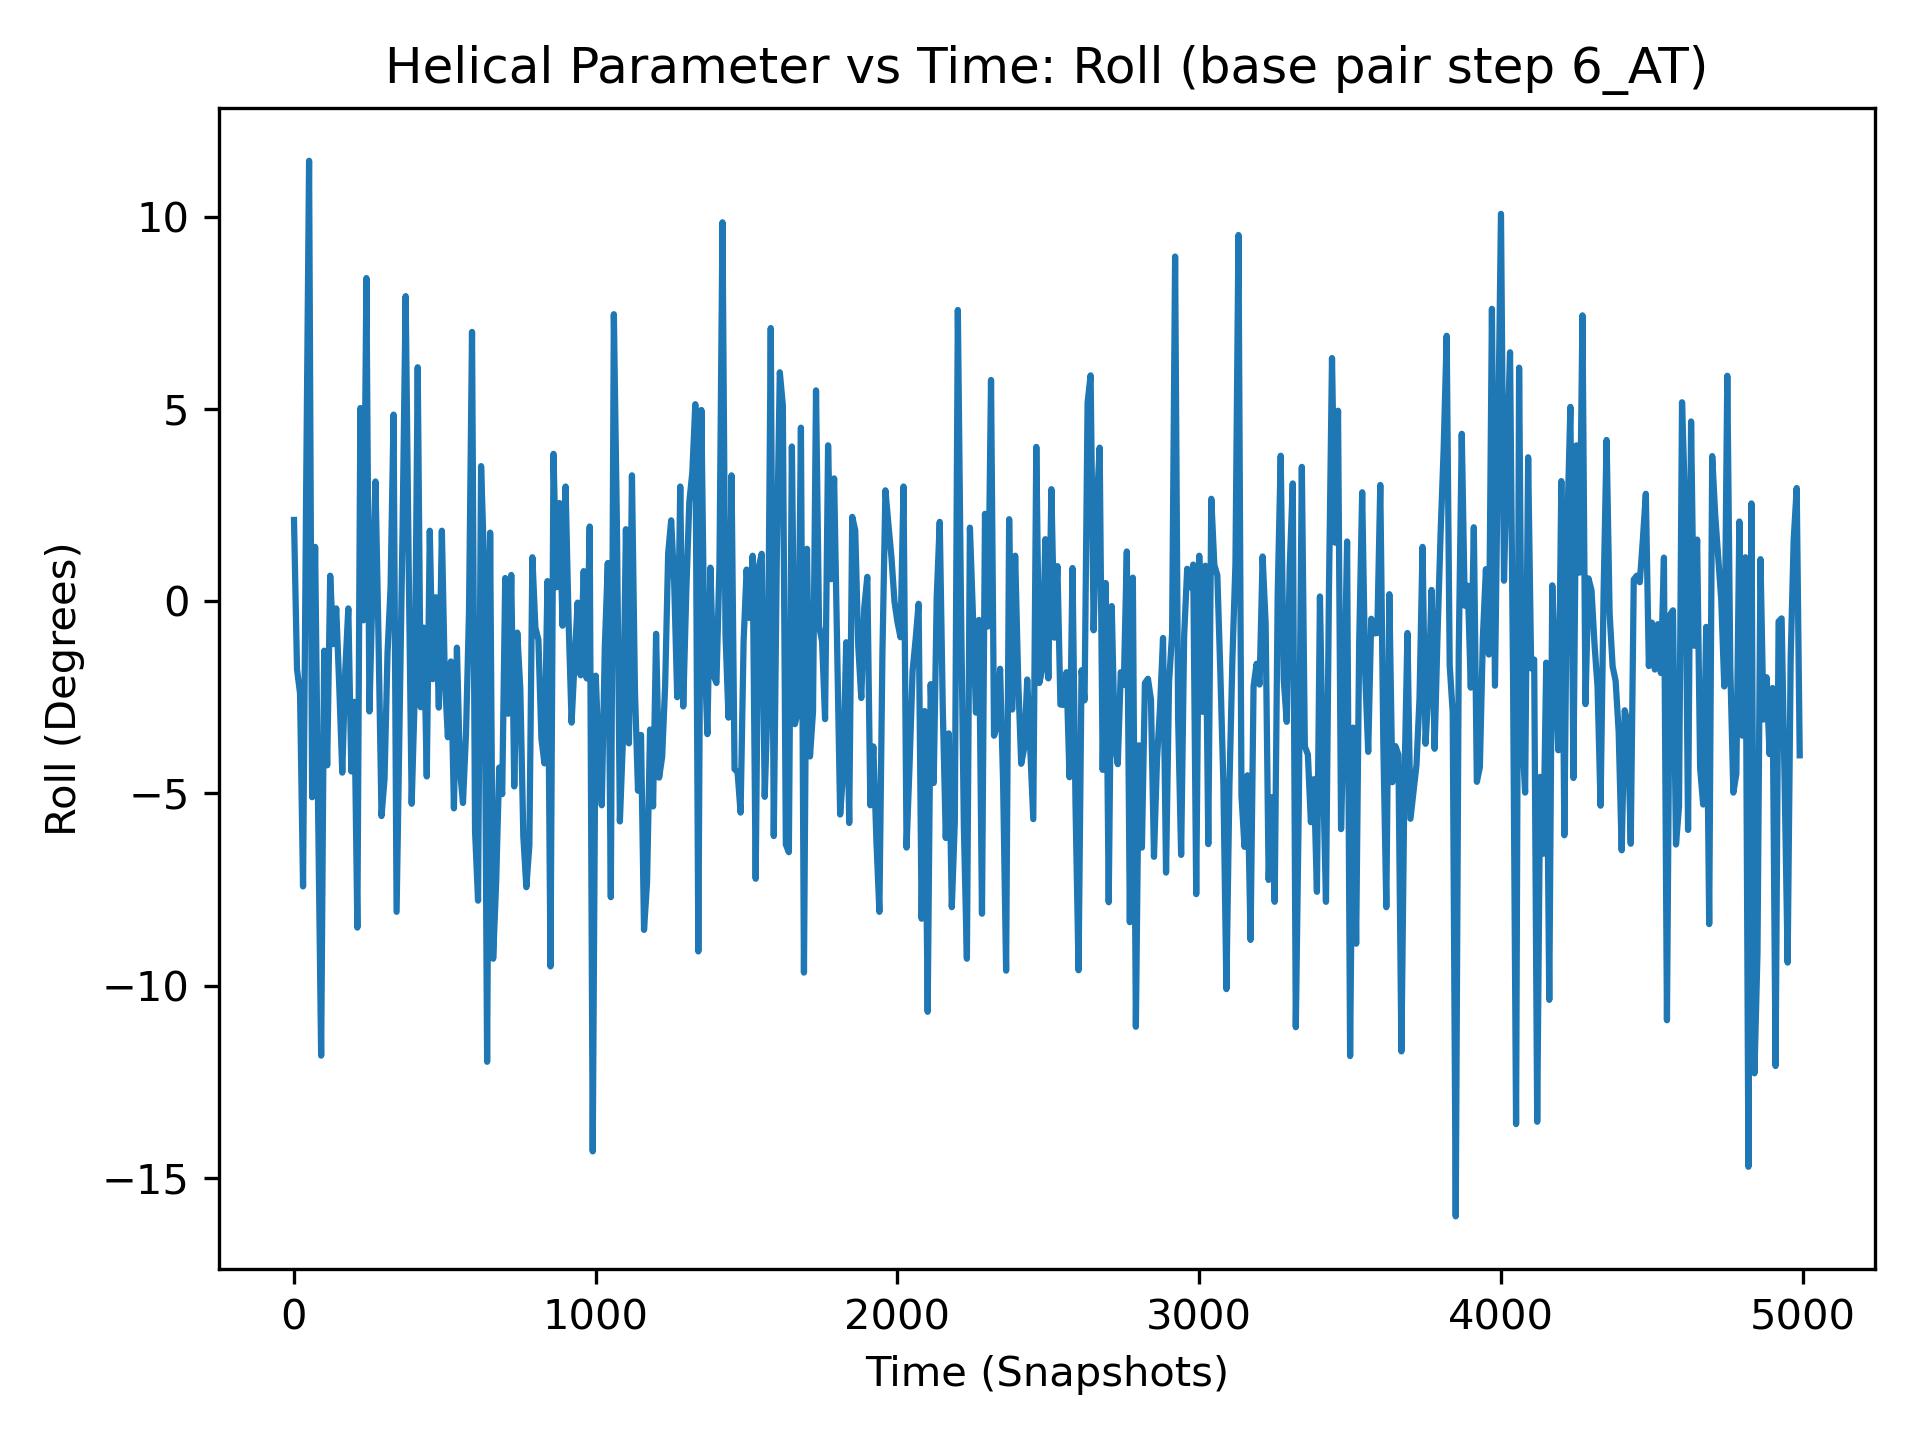 Helical Parameter vs Time: Roll (base pair step 6_AT)
10
5
0
−5
−10
−15
Roll (Degrees)
0 1000 2000 3000 4000 5000
Time (Snapshots)